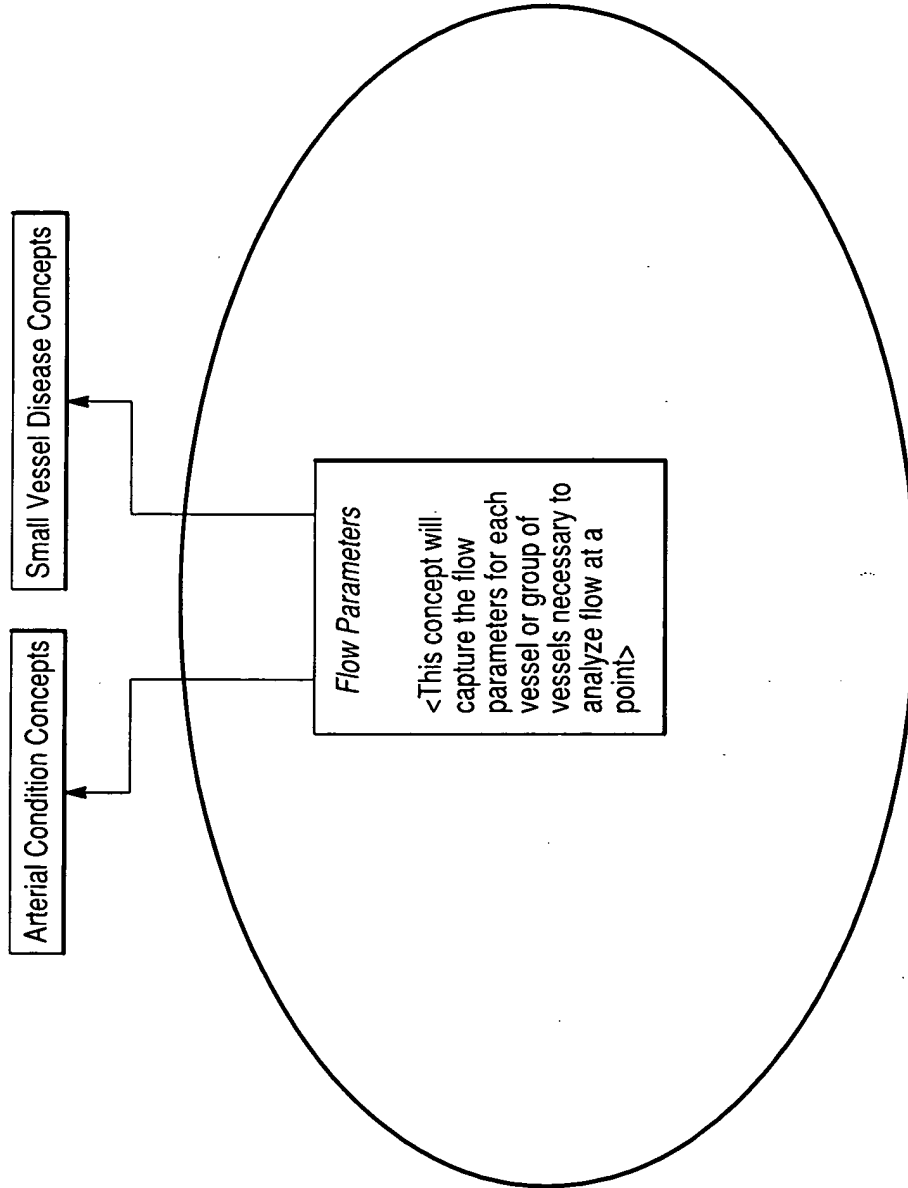 Arterial Condition Concepts
Small Vessel Disease Concepts
Flow Parameters
<This concept will
capture the flow
parameters for each
vessel or group of
vessels necessary to
analyze flow at a
point>